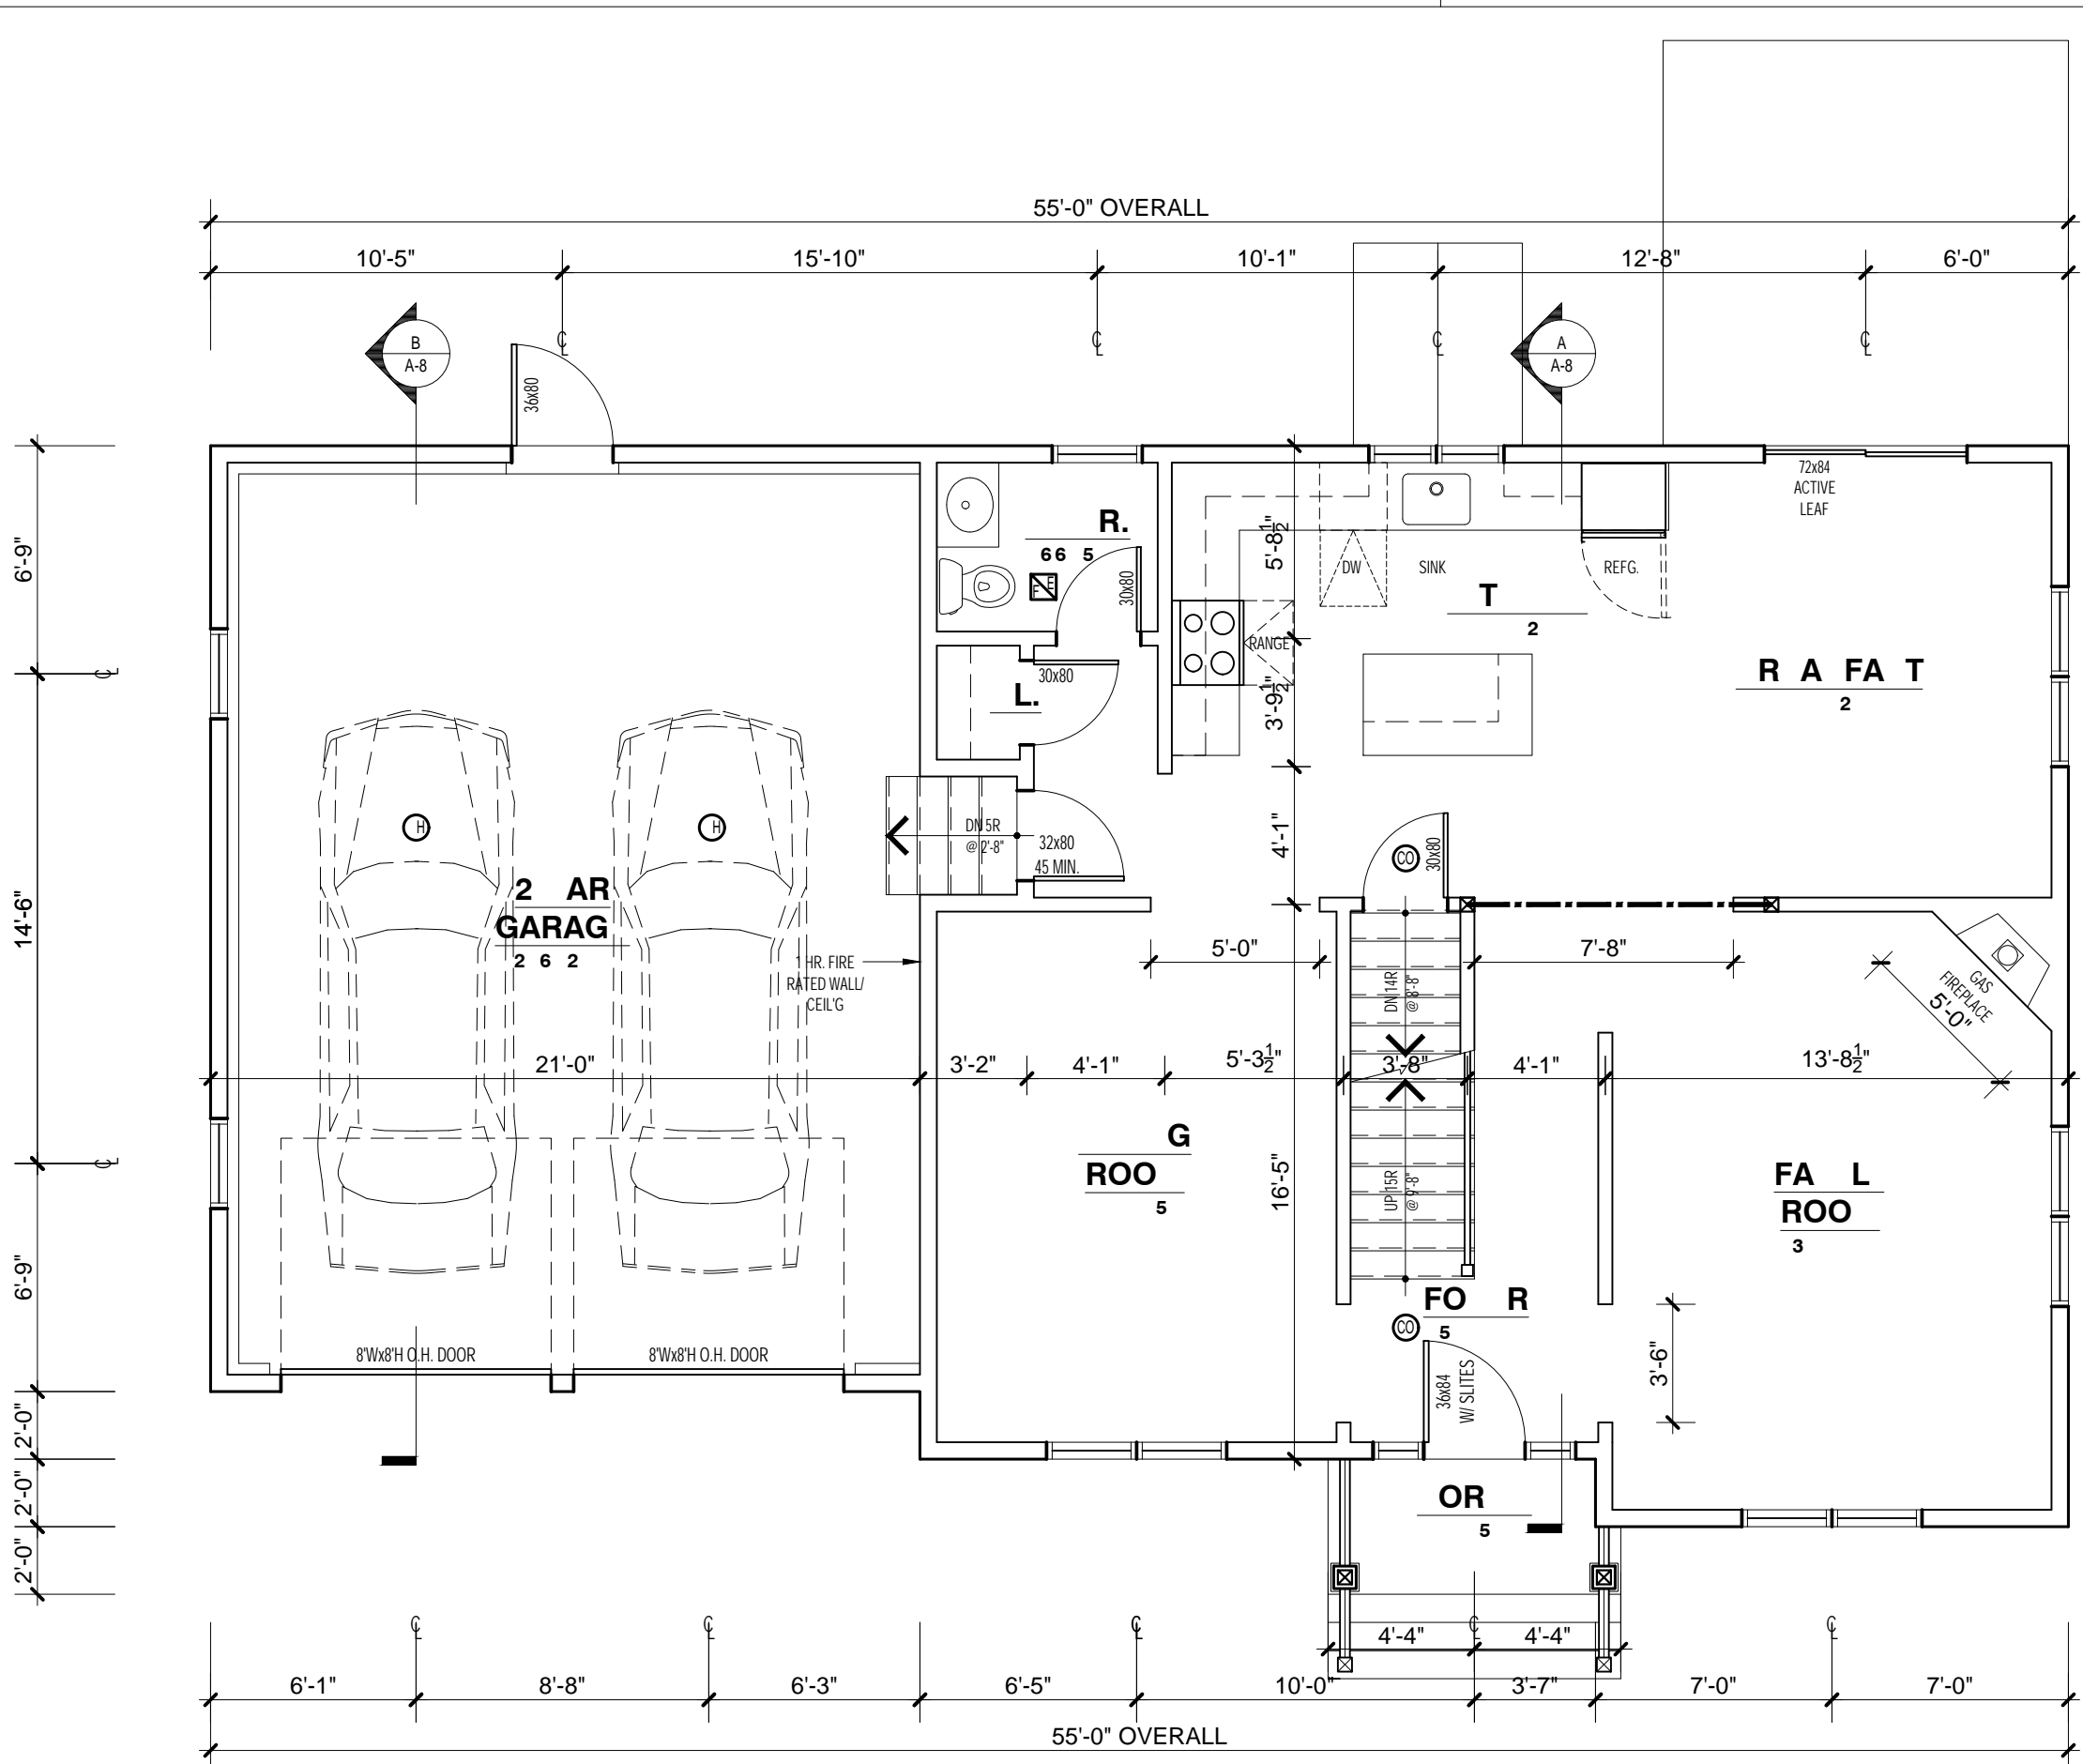 55'-0" OVERALL
10'-5"
15'-10"
10'-1"
12'-8"
6'-0"
B
A-8
A
A-8
36x80
72x84
ACTIVE
LEAF
R.
66 5
F
E
30x80
DW
SINK
REFG.
T
2
RANGE
R A FA T
2
5'-8½"
3'-9½"
4'-1"
16'-5"
30x80
L.
DN 5R
@ 2'-8"
32x80
45 MIN.
H
H
2 AR
GARAG
2 6 2
1 HR. FIRE
RATED WALL/
CEIL'G
CO
30x80
5'-0"
7'-8"
DN 14R
@ 8'-8"
GAS
FIREPLACE
5'-0"
21'-0"
3'-2"
4'-1"
5'-3½"
3'-8"
4'-1"
13'-8½"
G
ROO
5
UP 15R
@ 9'-8"
FA L
ROO
3
FO R
5
CO
36x84
W/ SLITES
3'-6"
8'Wx8'H O.H. DOOR
8'Wx8'H O.H. DOOR
OR
5
6'-9"
14'-6"
6'-9"
2'-0"
2'-0"
2'-0"
4'-4"
4'-4"
6'-1"
8'-8"
6'-3"
6'-5"
10'-0"
3'-7"
7'-0"
7'-0"
55'-0" OVERALL